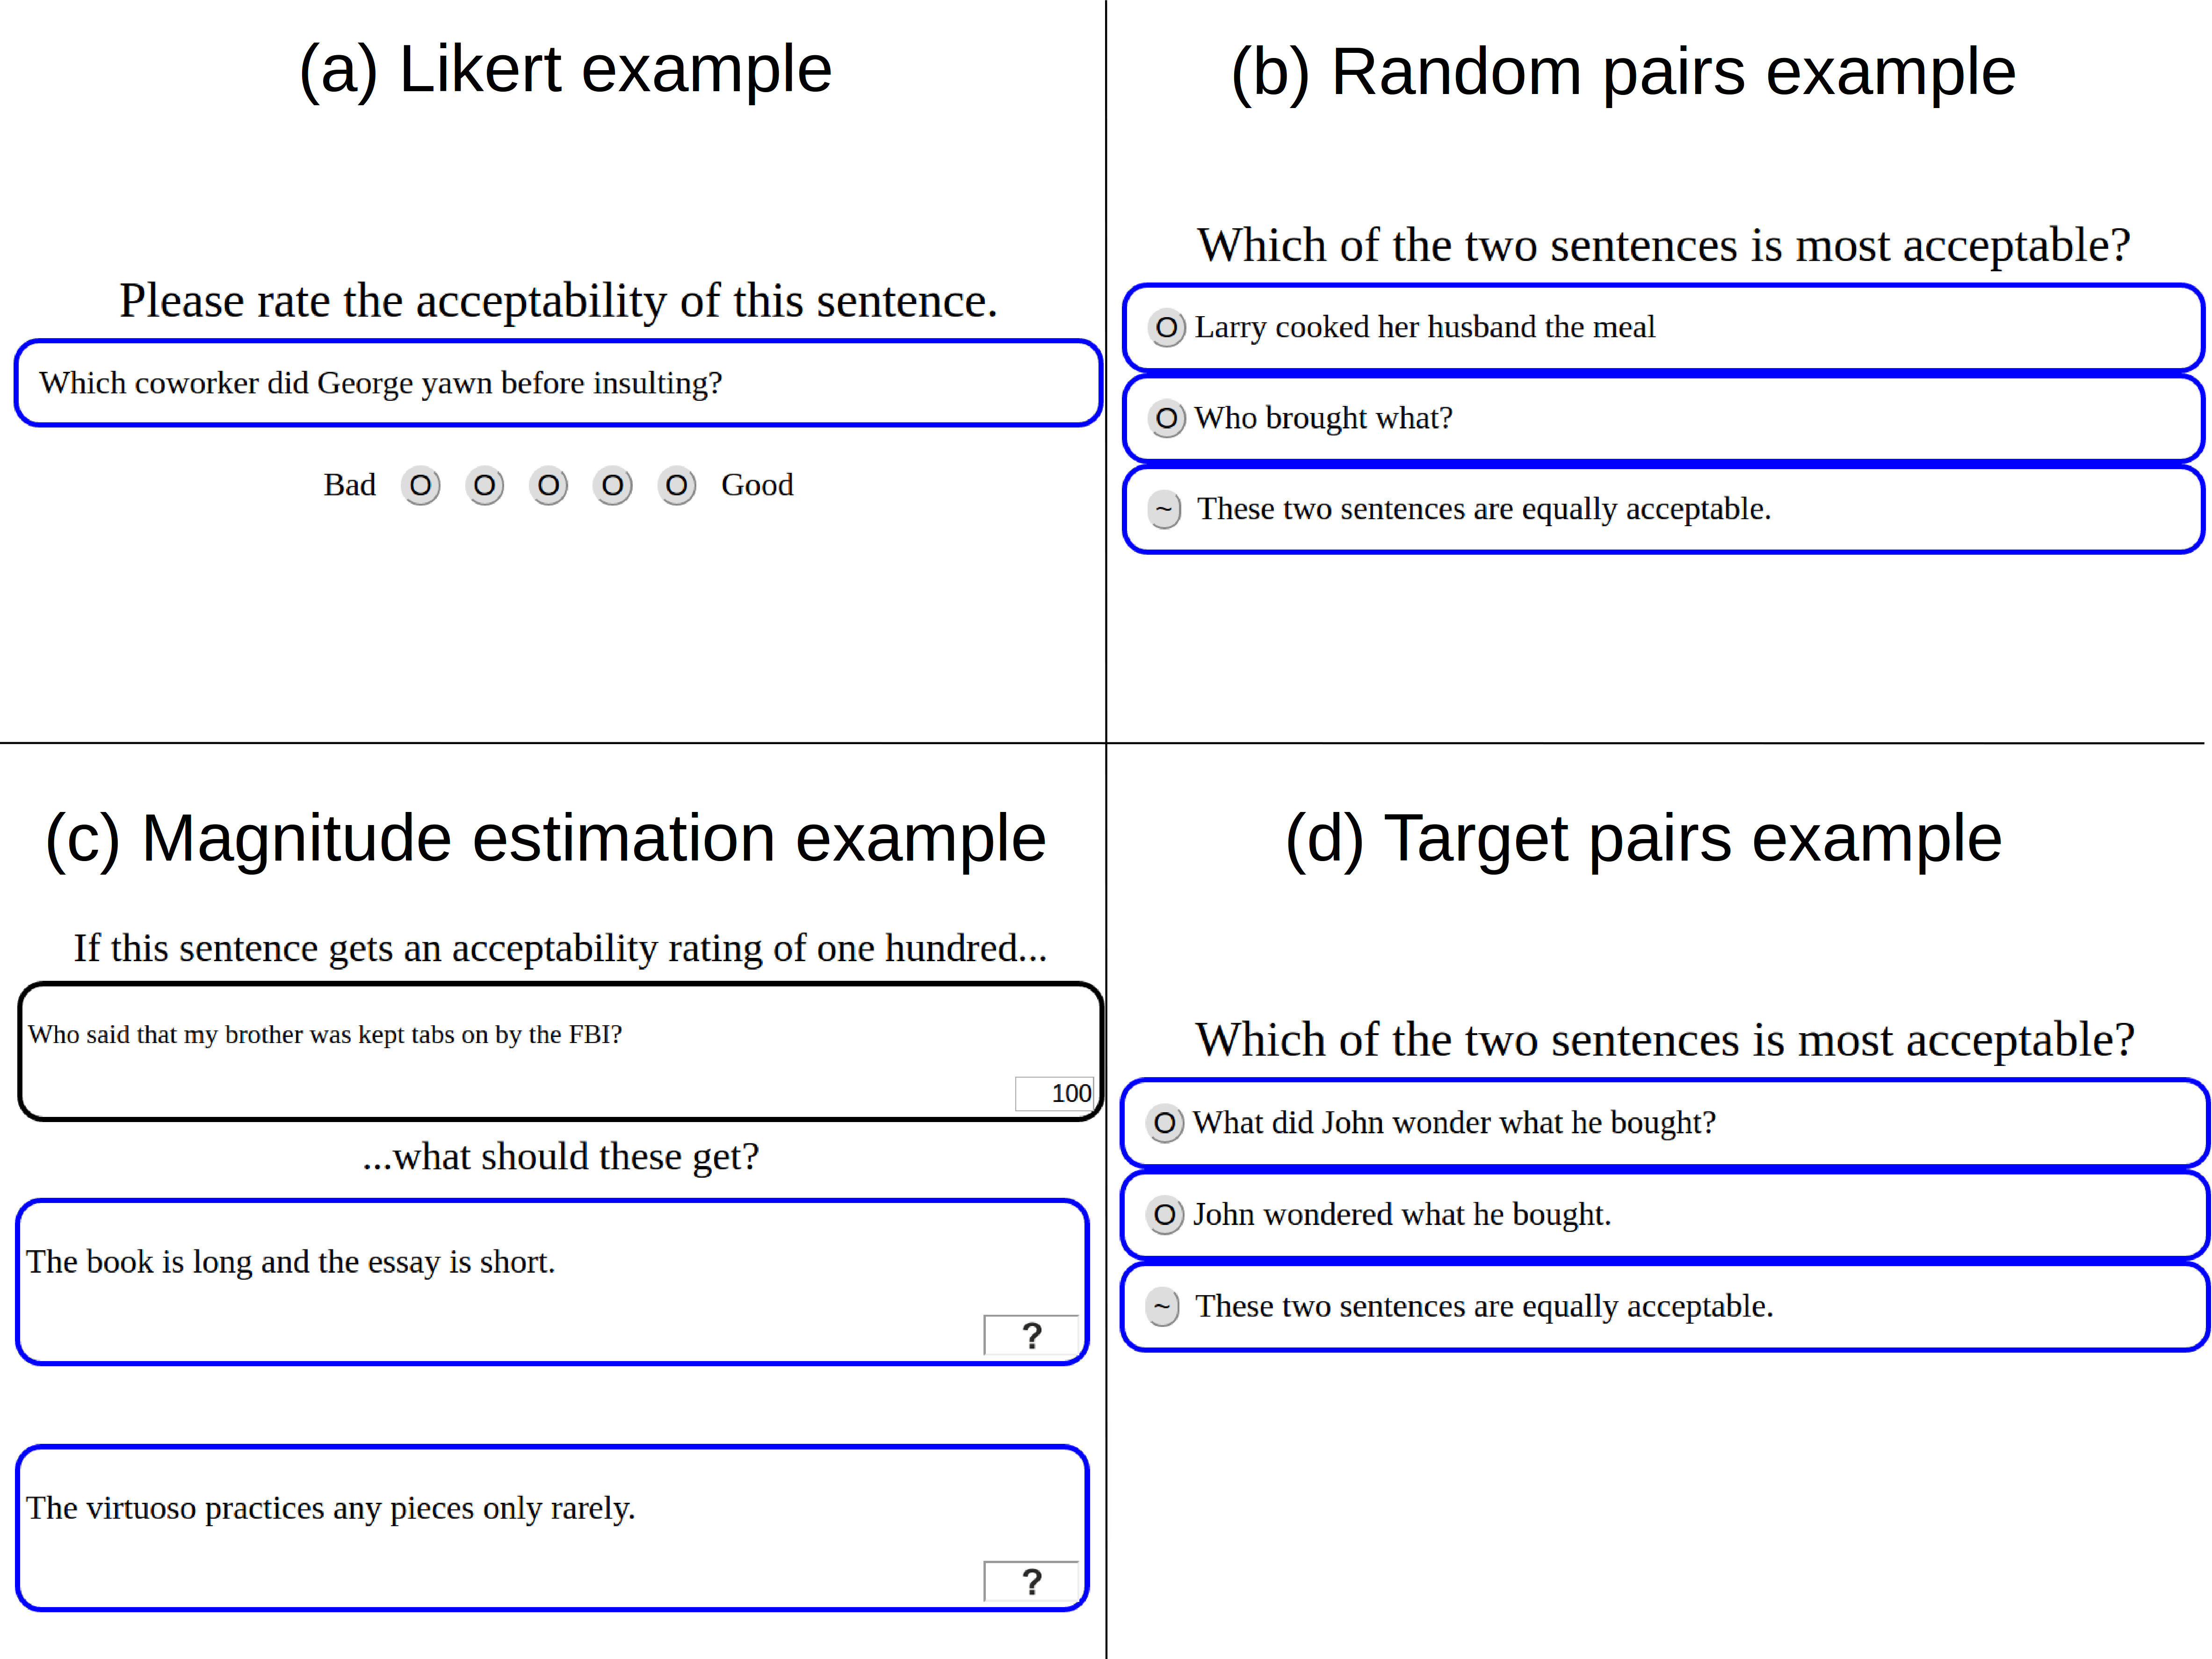 (a) Likert example
Please rate the acceptability of this sentence.
Which coworker did George yawn before insulting?
Bad O O O O O Good
(b) Random pairs example
Which of the two sentences is most acceptable?
O Larry cooked her husband the meal
O Who brought what?
~ These two sentences are equally acceptable.
(c) Magnitude estimation example
If this sentence gets an acceptability rating of one hundred...
Who said that my brother was kept tabs on by the FBI?
100
...what should these get?
The book is long and the essay is short.
?
The virtuoso practices any pieces only rarely.
?
(d) Target pairs example
Which of the two sentences is most acceptable?
O What did John wonder what he bought?
O John wondered what he bought.
~ These two sentences are equally acceptable.